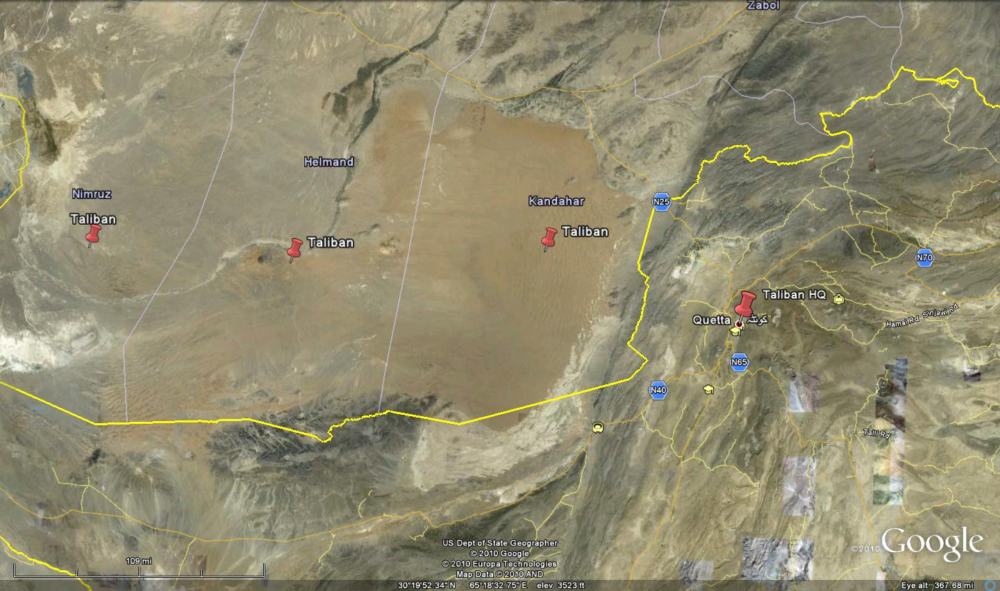 Zabol
Helmand
Nimruz
Kandahar
N25
Taliban
Taliban
Taliban
N70
Taliban HQ
Quetta
کوئٹہ
Hamai Rd
Sinjawi Rd
N65
N40
Talli Rd
US Dept of State Geographer
© 2010 Google
© 2010 Europa Technologies
Map Data © 2010 AND
©2010 Google
109 mi
30°19'52.34" N 65°18'32.75" E elev 3523 ft
Eye alt 367.68 mi